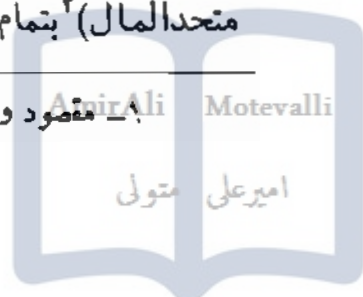 متحدالمال)۲ بتمام
۱ـ مقصود و
AmirAli Motevalli
امیرعلی متولی